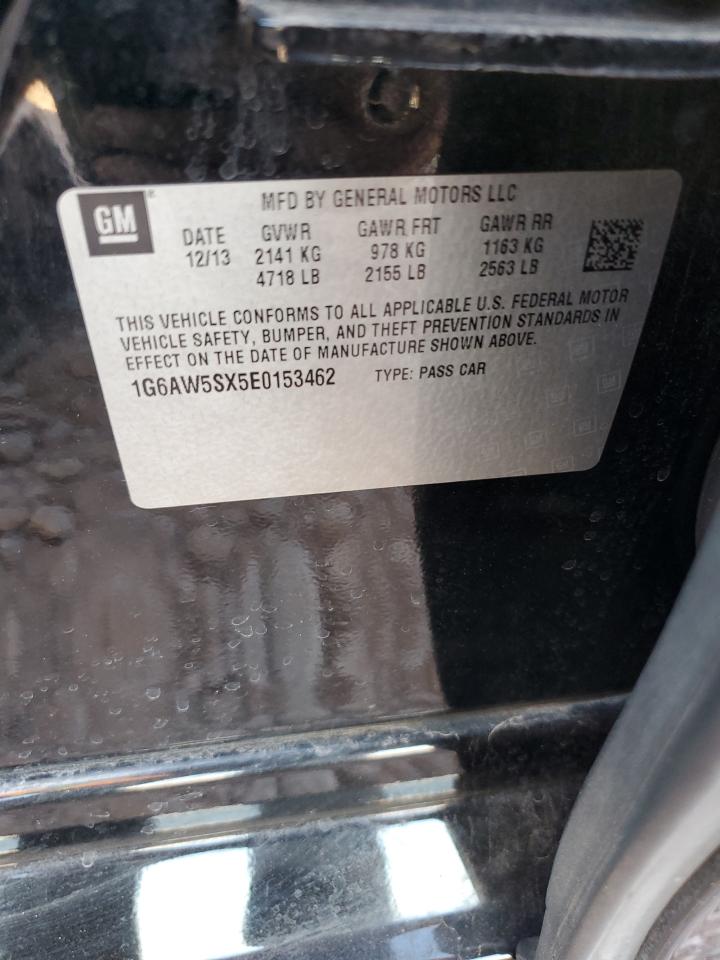 GM
MFD BY GENERAL MOTORS LLC
DATE GVWR GAWR FRT GAWR RR
12/13 2141 KG 978 KG 1163 KG
4718 LB 2155 LB 2563 LB
THIS VEHICLE CONFORMS TO ALL APPLICABLE U.S. FEDERAL MOTOR
VEHICLE SAFETY, BUMPER, AND THEFT PREVENTION STANDARDS IN
EFFECT ON THE DATE OF MANUFACTURE SHOWN ABOVE.
1G6AW5SX5E0153462 TYPE: PASS CAR